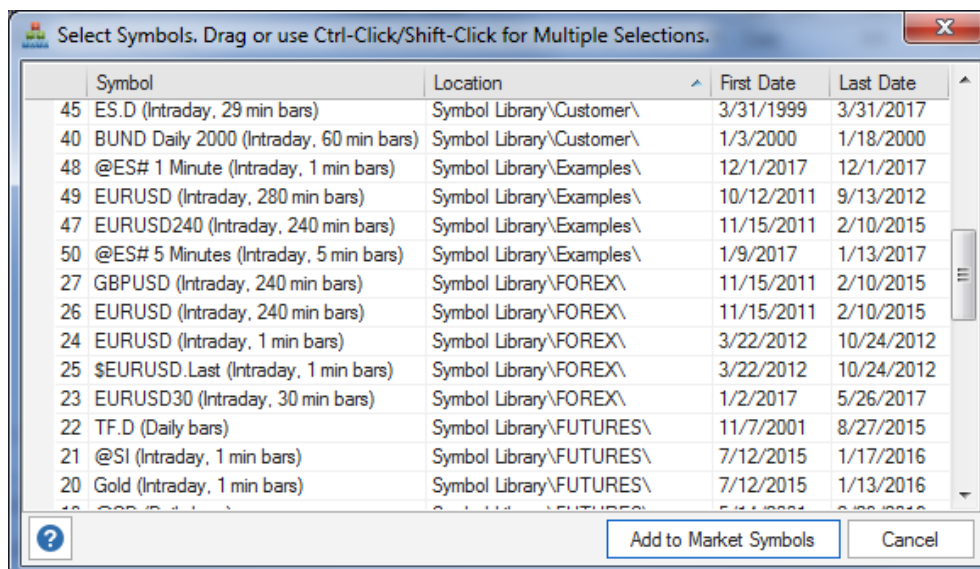 Select Symbols. Drag or use Ctrl-Click/Shift-Click for Multiple Selections.
Symbol Location First Date Last Date
45 ES.D (Intraday, 29 min bars) Symbol Library\Customer\ 3/31/1999 3/31/2017
40 BUND Daily 2000 (Intraday, 60 min bars) Symbol Library\Customer\ 1/3/2000 1/18/2000
48 @ES# 1 Minute (Intraday, 1 min bars) Symbol Library\Examples\ 12/1/2017 12/1/2017
49 EURUSD (Intraday, 280 min bars) Symbol Library\Examples\ 10/12/2011 9/13/2012
47 EURUSD240 (Intraday, 240 min bars) Symbol Library\Examples\ 11/15/2011 2/10/2015
50 @ES# 5 Minutes (Intraday, 5 min bars) Symbol Library\Examples\ 1/9/2017 1/13/2017
27 GBPUSD (Intraday, 240 min bars) Symbol Library\FOREX\ 11/15/2011 2/10/2015
26 EURUSD (Intraday, 240 min bars) Symbol Library\FOREX\ 11/15/2011 2/10/2015
24 EURUSD (Intraday, 1 min bars) Symbol Library\FOREX\ 3/22/2012 10/24/2012
25 $EURUSD.Last (Intraday, 1 min bars) Symbol Library\FOREX\ 3/22/2012 10/24/2012
23 EURUSD30 (Intraday, 30 min bars) Symbol Library\FOREX\ 1/2/2017 5/26/2017
22 TF.D (Daily bars) Symbol Library\FUTURES\ 11/7/2001 8/27/2015
21 @SI (Intraday, 1 min bars) Symbol Library\FUTURES\ 7/12/2015 1/17/2016
20 Gold (Intraday, 1 min bars) Symbol Library\FUTURES\ 7/12/2015 1/13/2016
Add to Market Symbols Cancel